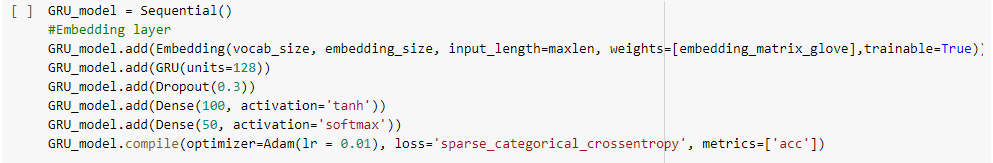 [ ] GRU_model = Sequential()
#Embedding layer
GRU_model.add(Embedding(vocab_size, embedding_size, input_length=maxlen, weights=[embedding_matrix_glove],trainable=True))
GRU_model.add(GRU(units=128))
GRU_model.add(Dropout(0.3))
GRU_model.add(Dense(100, activation='tanh'))
GRU_model.add(Dense(50, activation='softmax'))
GRU_model.compile(optimizer=Adam(lr = 0.01), loss='sparse_categorical_crossentropy', metrics=['acc'])